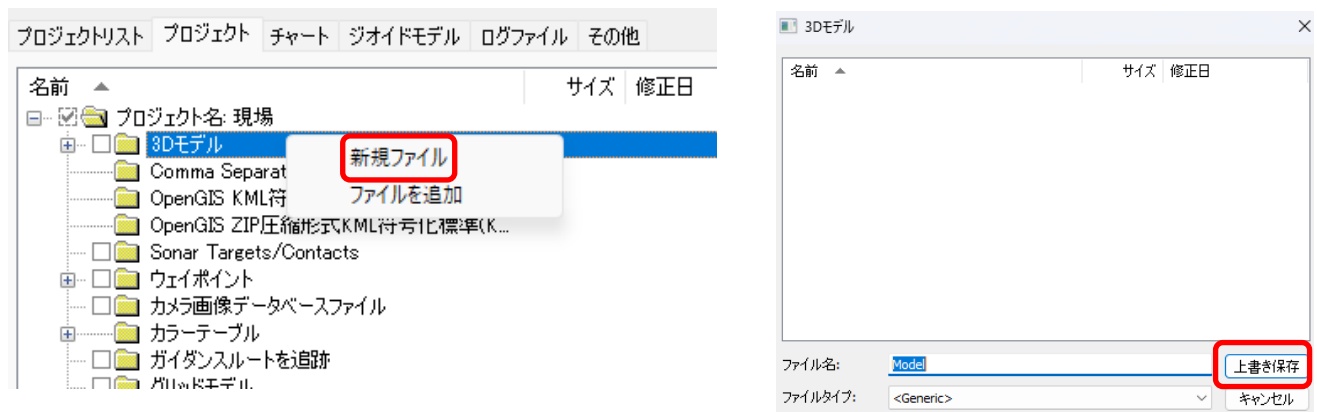 プロジェクトリスト プロジェクト チャート ジオイドモデル ログファイル その他
名前 サイズ 修正日
プロジェクト名: 現場
3Dモデル
新規ファイル
Comma Separat
OpenGIS KML符
ファイルを追加
OpenGIS ZIP圧縮形式KML符号化標準(K...
Sonar Targets/Contacts
ウェイポイント
カメラ画像データベースファイル
カラーテーブル
ガイダンスルートを追跡
グリッドモデル
3Dモデル
名前 サイズ 修正日
ファイル名: Model 上書き保存
ファイルタイプ: <Generic> キャンセル